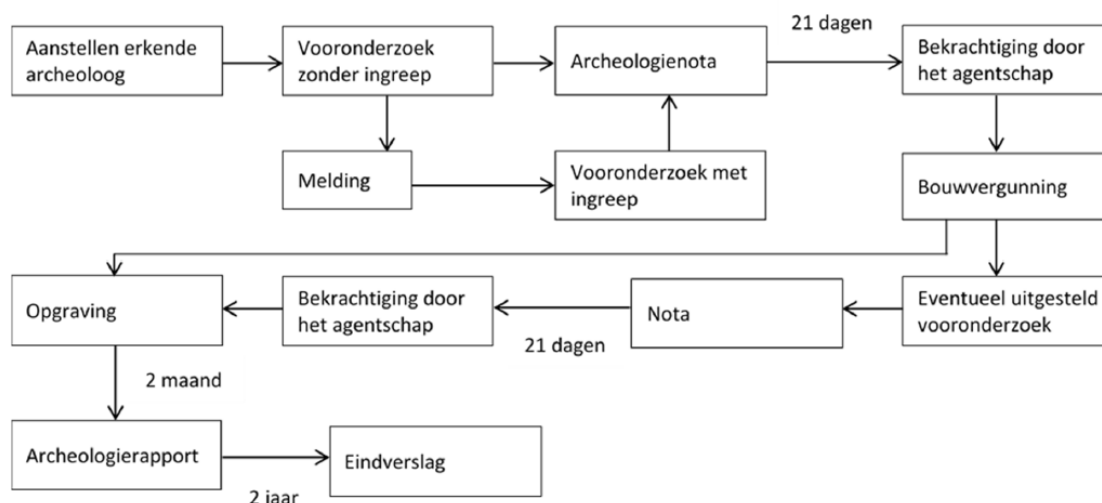 21 dagen
Aanstellen erkende
archeoloog
Vooronderzoek
zonder ingreep
Archeologienota
Bekrachtiging door
het agentschap
Melding
Vooronderzoek met
ingreep
Bouwvergunning
Opgraving
Bekrachtiging door
het agentschap
Nota
Eventueel uitgesteld
vooronderzoek
21 dagen
2 maand
Archeologierapport
Eindverslag
2 jaar